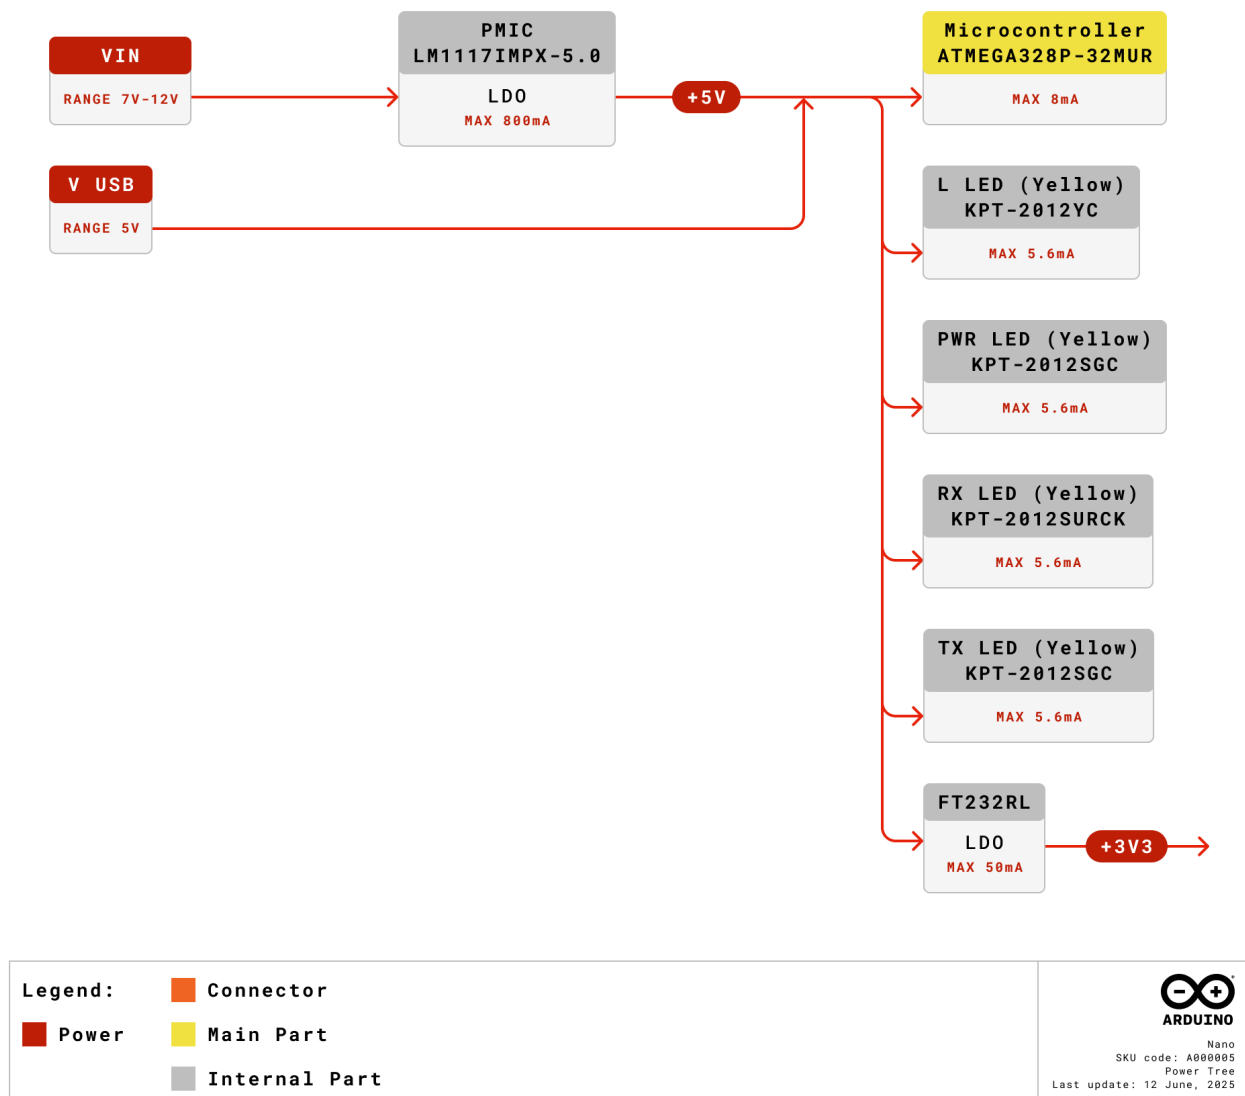 VIN
RANGE 7V-12V
PMIC
LM1117IMPX-5.0
LDO
MAX 800mA
+5V
Microcontroller
ATMEGA328P-32MUR
MAX 8mA
V USB
RANGE 5V
L LED (Yellow)
KPT-2012YC
MAX 5.6mA
PWR LED (Yellow)
KPT-2012SGC
MAX 5.6mA
RX LED (Yellow)
KPT-2012SURCK
MAX 5.6mA
TX LED (Yellow)
KPT-2012SGC
MAX 5.6mA
FT232RL
LDO
MAX 50mA
+3V3
Legend:
Power
Connector
Main Part
Internal Part
ARDUINO
Nano
SKU code: A000005
Power Tree
Last update: 12 June, 2025